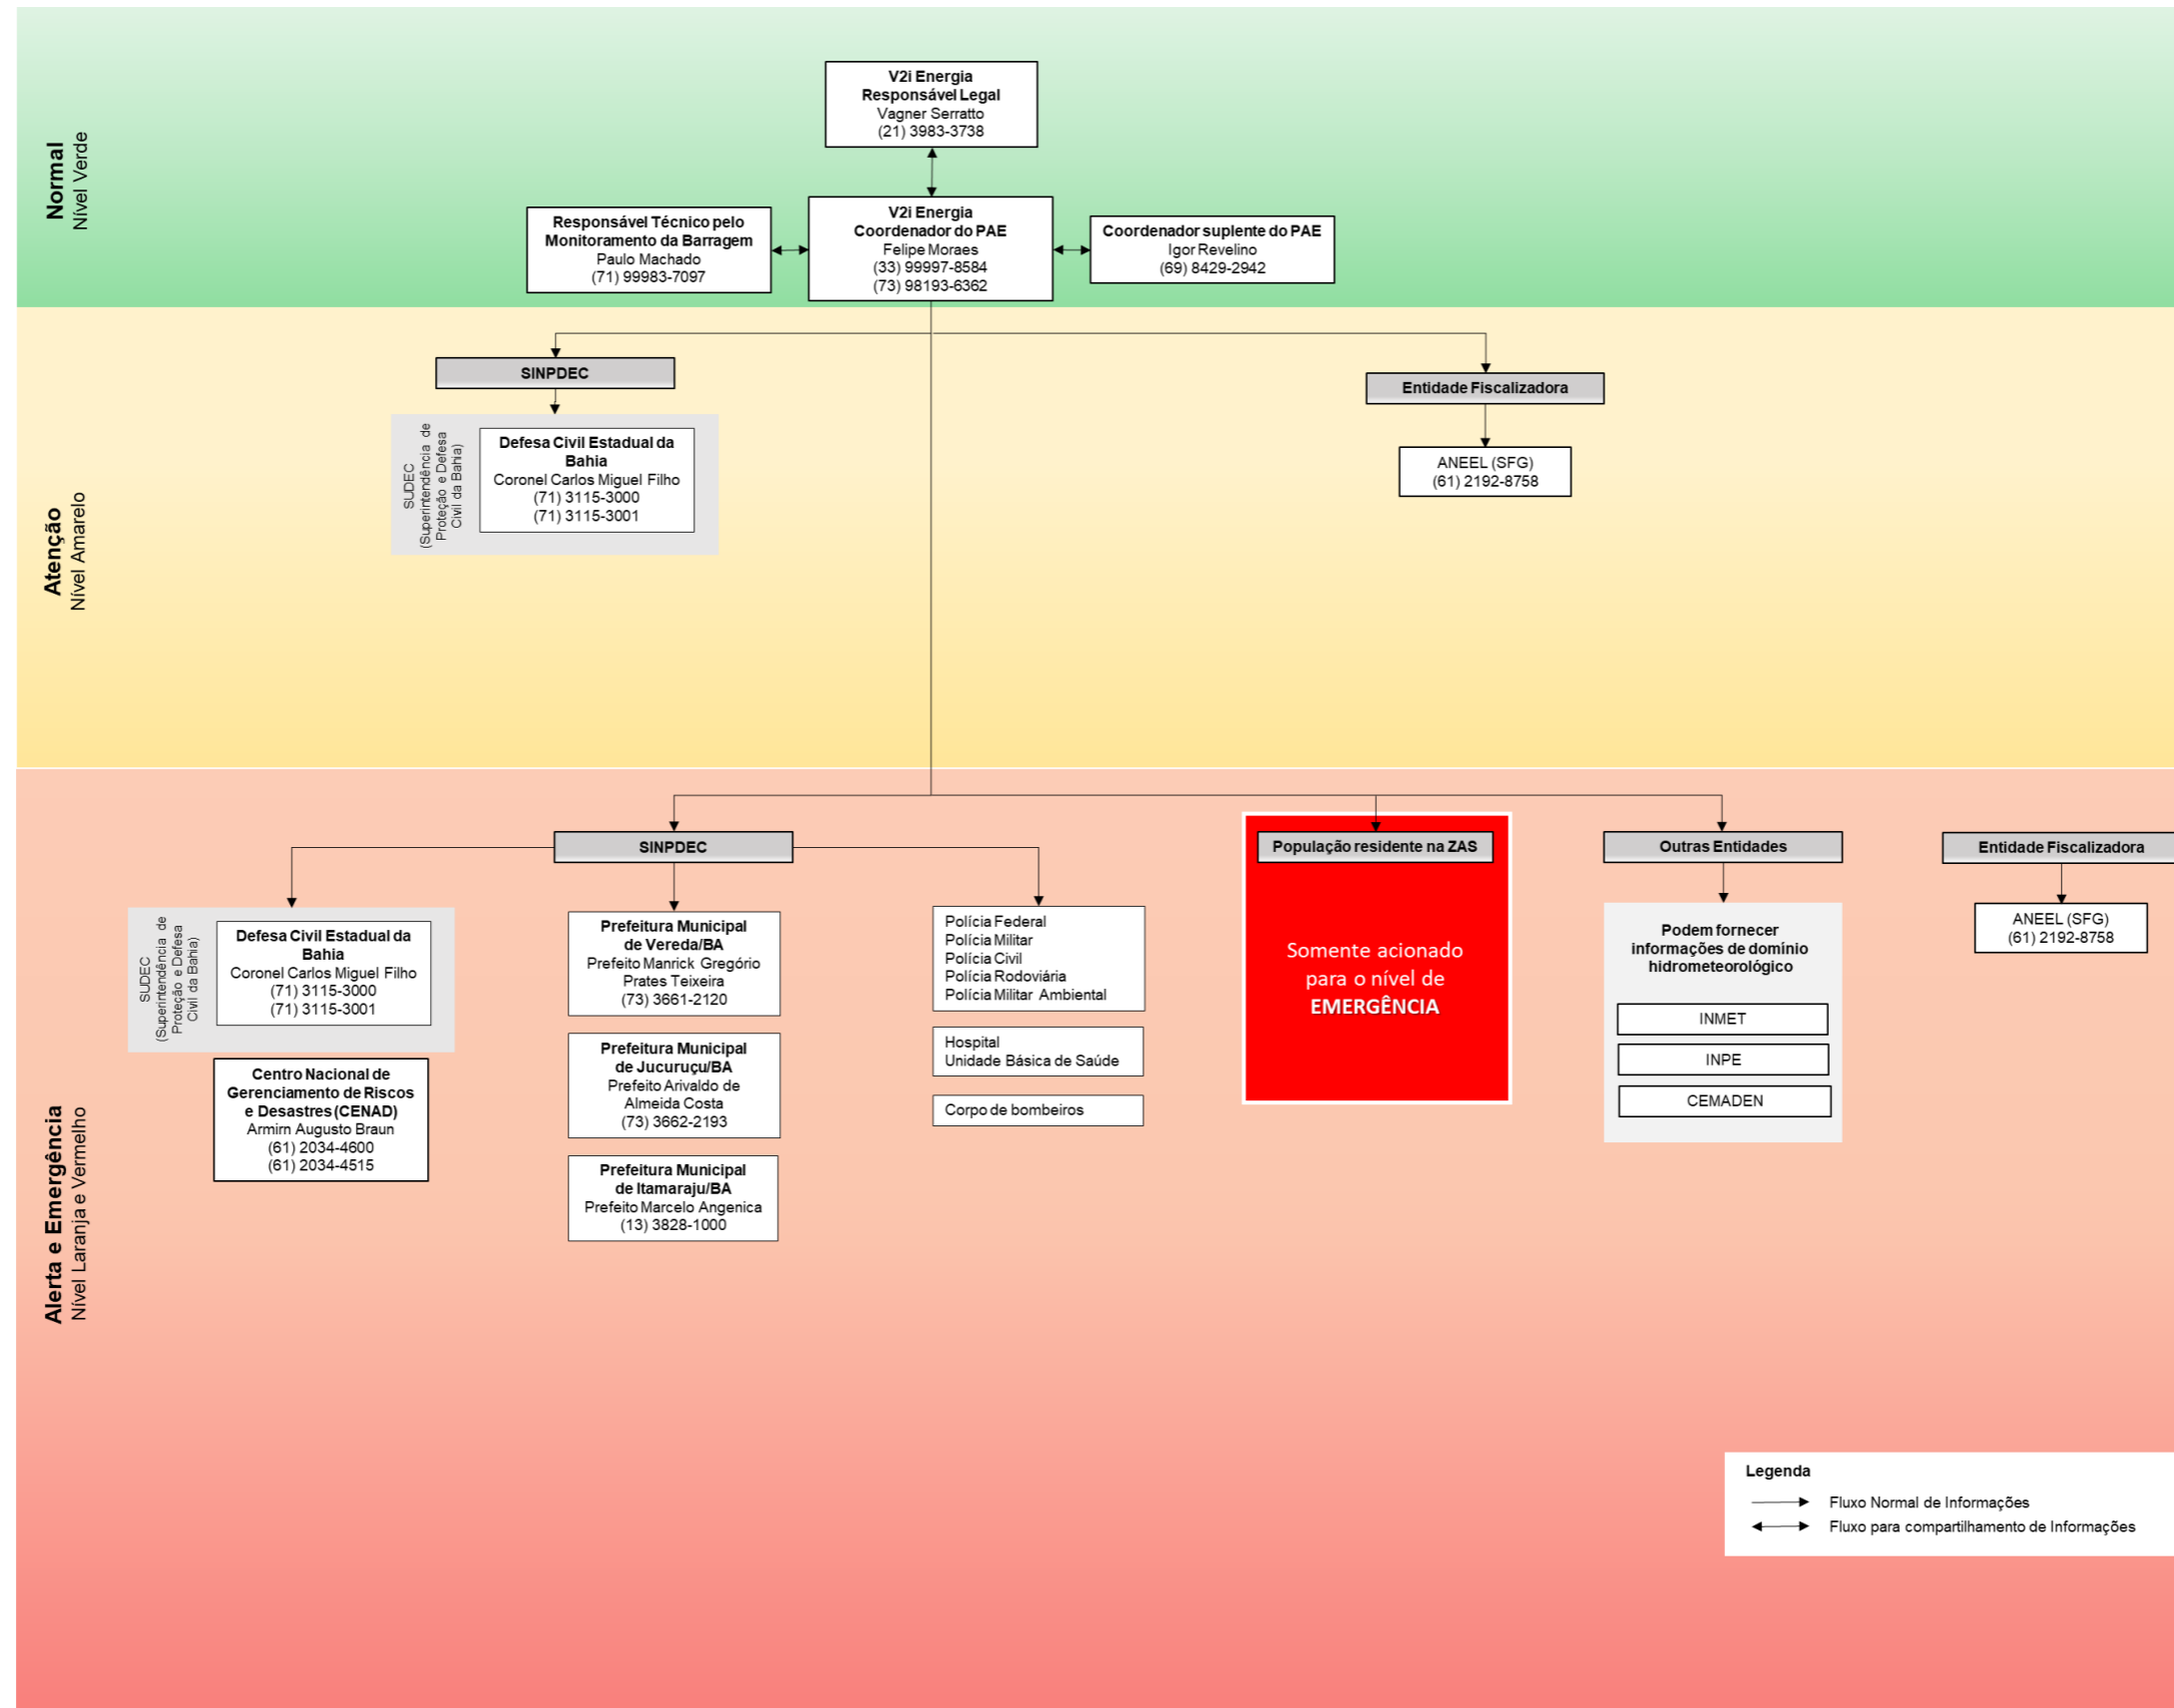 Normal
Nível Verde
V2i Energia
Responsável Legal
Vagner Serratto
(21) 3983-3738
Responsável Técnico pelo
Monitoramento da Barragem
Paulo Machado
(71) 99983-7097
V2i Energia
Coordenador do PAE
Felipe Moraes
(33) 99997-8584
(73) 98193-6362
Coordenador suplente do PAE
Igor Revelino
(69) 8429-2942
Atenção
Nível Amarelo
SINPDEC
SUDEC
(Superintendência de
Proteção e Defesa
Civil da Bahia)
Defesa Civil Estadual da
Bahia
Coronel Carlos Miguel Filho
(71) 3115-3000
(71) 3115-3001
Entidade Fiscalizadora
ANEEL (SFG)
(61) 2192-8758
Alerta e Emergência
Nível Laranja e Vermelho
SINPDEC
SUDEC
(Superintendência de
Proteção e Defesa
Civil da Bahia)
Defesa Civil Estadual da
Bahia
Coronel Carlos Miguel Filho
(71) 3115-3000
(71) 3115-3001
Centro Nacional de
Gerenciamento de Riscos
e Desastres (CENAD)
Armirn Augusto Braun
(61) 2034-4600
(61) 2034-4515
Prefeitura Municipal
de Vereda/BA
Prefeito Manrick Gregório
Prates Teixeira
(73) 3661-2120
Prefeitura Municipal
de Jucuruçu/BA
Prefeito Arivaldo de
Almeida Costa
(73) 3662-2193
Prefeitura Municipal
de Itamaraju/BA
Prefeito Marcelo Angenica
(13) 3828-1000
Polícia Federal
Polícia Militar
Polícia Civil
Polícia Rodoviária
Polícia Militar Ambiental
Hospital
Unidade Básica de Saúde
Corpo de bombeiros
População residente na ZAS
Somente acionado
para o nível de
EMERGÊNCIA
Outras Entidades
Podem fornecer
informações de domínio
hidrometeorológico
INMET
INPE
CEMADEN
Entidade Fiscalizadora
ANEEL (SFG)
(61) 2192-8758
Legenda
Fluxo Normal de Informações
Fluxo para compartilhamento de Informações